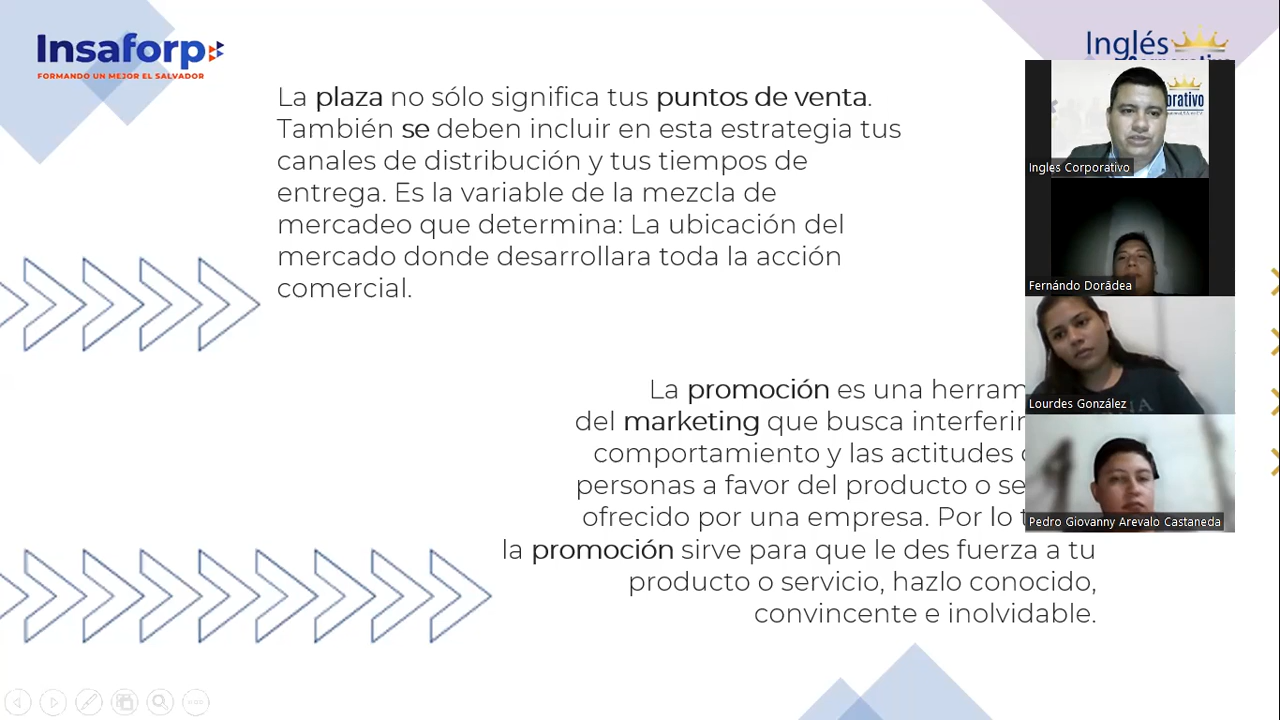 Insaforp
FORMANDO UN MEJOR EL SALVADOR
Inglés
La plaza no sólo significa tus puntos de venta.
También se deben incluir en esta estrategia tus
canales de distribución y tus tiempos de
entrega. Es la variable de la mezcla de
mercadeo que determina: La ubicación del
mercado donde desarrollara toda la acción
comercial.
La promoción es una
del marketing que busca
comportamiento y las actitudes
personas a favor del producto o
ofrecido por una empresa. Por lo
la promoción sirve para que le des fuerza a tu
producto o servicio, hazlo conocido,
convincente e inolvidable.
Ingles Corporativo
Fernándo Dorãdea
Lourdes González
Pedro Giovanny Arevalo Castaneda